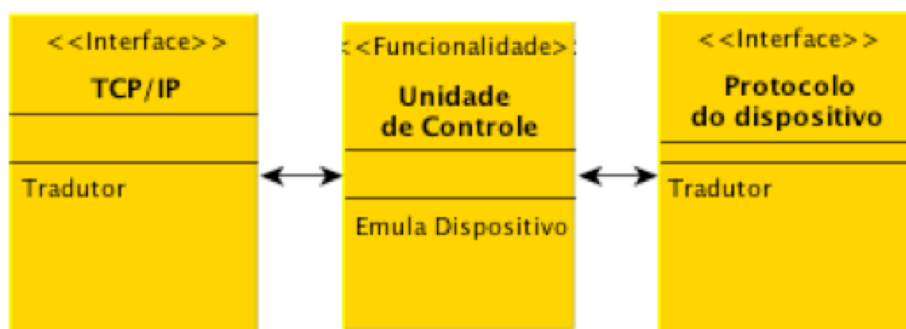 <<Interface>>
TCP/IP
Tradutor
<<Funcionalidade>>
Unidade
de Controle
Emula Dispositivo
<<Interface>>
Protocolo
do dispositivo
Tradutor